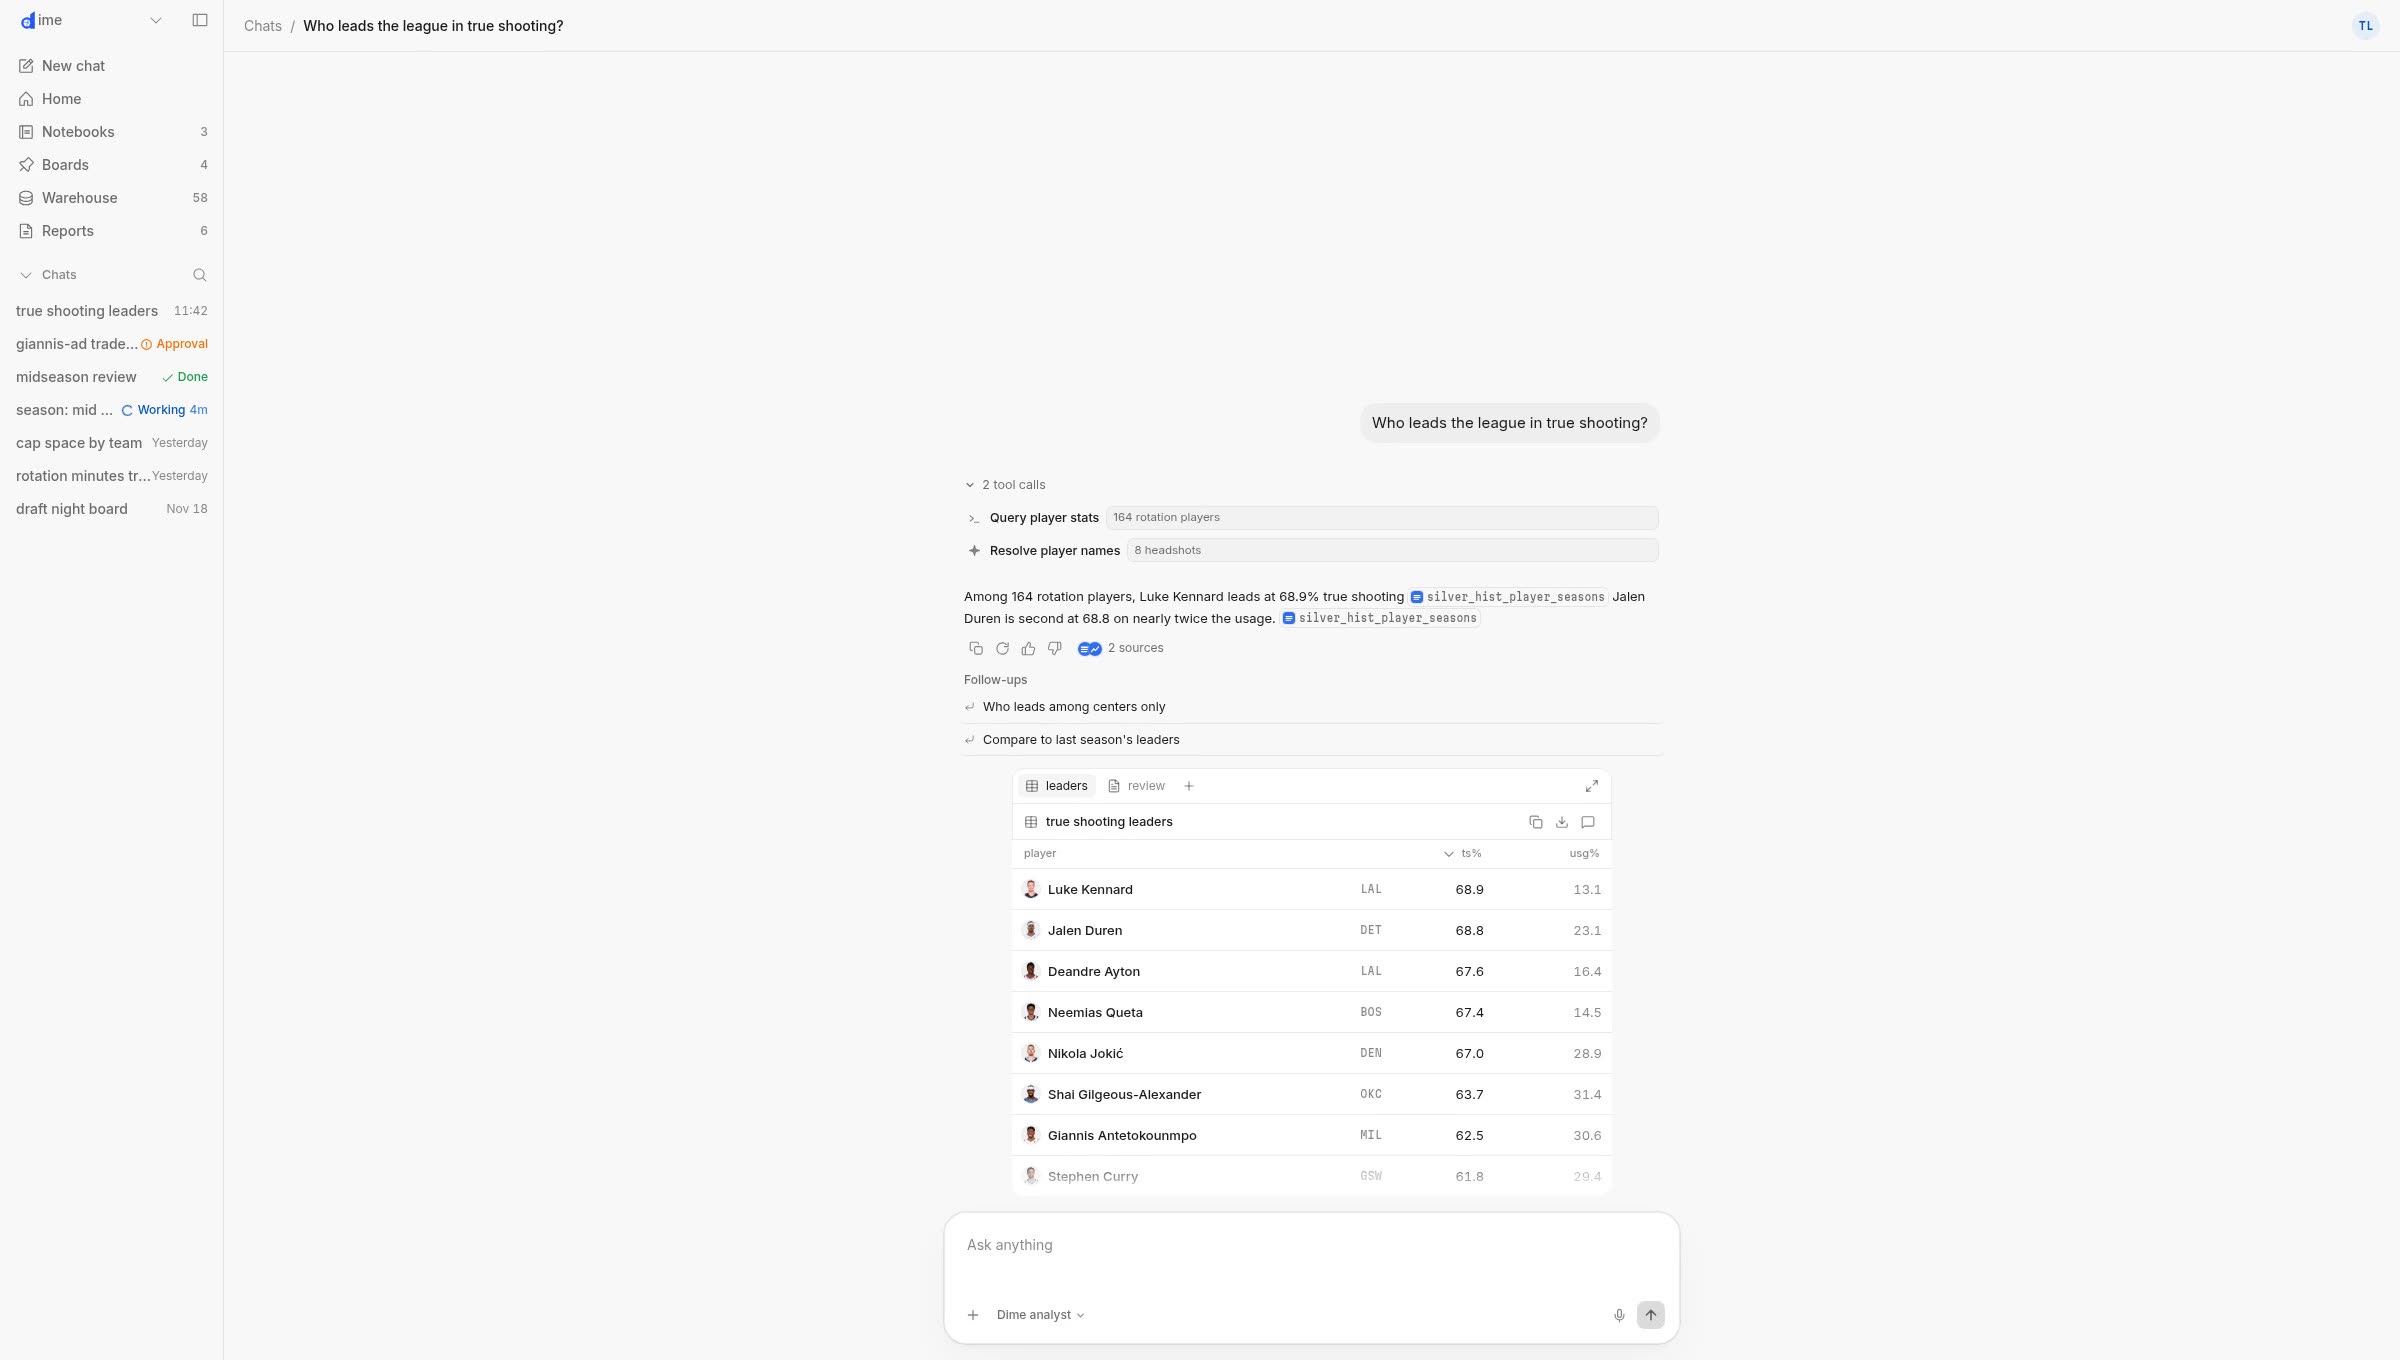 dime
Chats / Who leads the league in true shooting?
TL
New chat
Home
Notebooks 3
Boards 4
Warehouse 58
Reports 6
Chats
true shooting leaders 11:42
giannis-ad trade... Approval
midseason review Done
season: mid ... Working 4m
cap space by team Yesterday
rotation minutes tr... Yesterday
draft night board Nov 18
Who leads the league in true shooting?
2 tool calls
Query player stats 164 rotation players
Resolve player names 8 headshots
Among 164 rotation players, Luke Kennard leads at 68.9% true shooting silver_hist_player_seasons Jalen
Duren is second at 68.8 on nearly twice the usage. silver_hist_player_seasons
2 sources
Follow-ups
Who leads among centers only
Compare to last season's leaders
leaders review
true shooting leaders
player ts% usg%
Luke Kennard LAL 68.9 13.1
Jalen Duren DET 68.8 23.1
Deandre Ayton LAL 67.6 16.4
Neemias Queta BOS 67.4 14.5
Nikola Jokić DEN 67.0 28.9
Shai Gilgeous-Alexander OKC 63.7 31.4
Giannis Antetokounmpo MIL 62.5 30.6
Stephen Curry GSW 61.8 29.4
Ask anything
Dime analyst